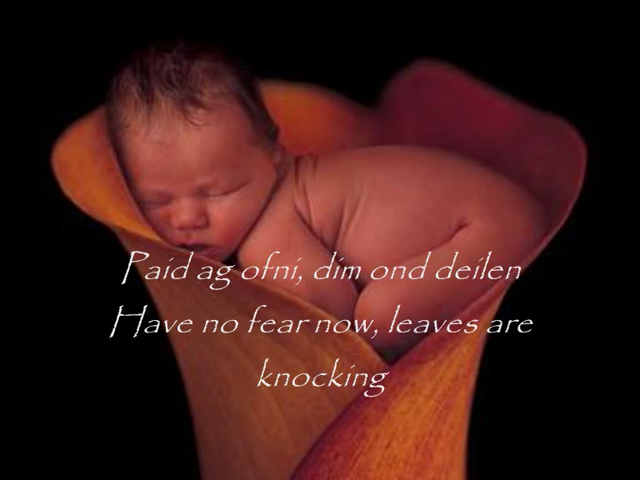 Paid ag ofni, dim ond deilen
Have no fear now, leaves are
knocking